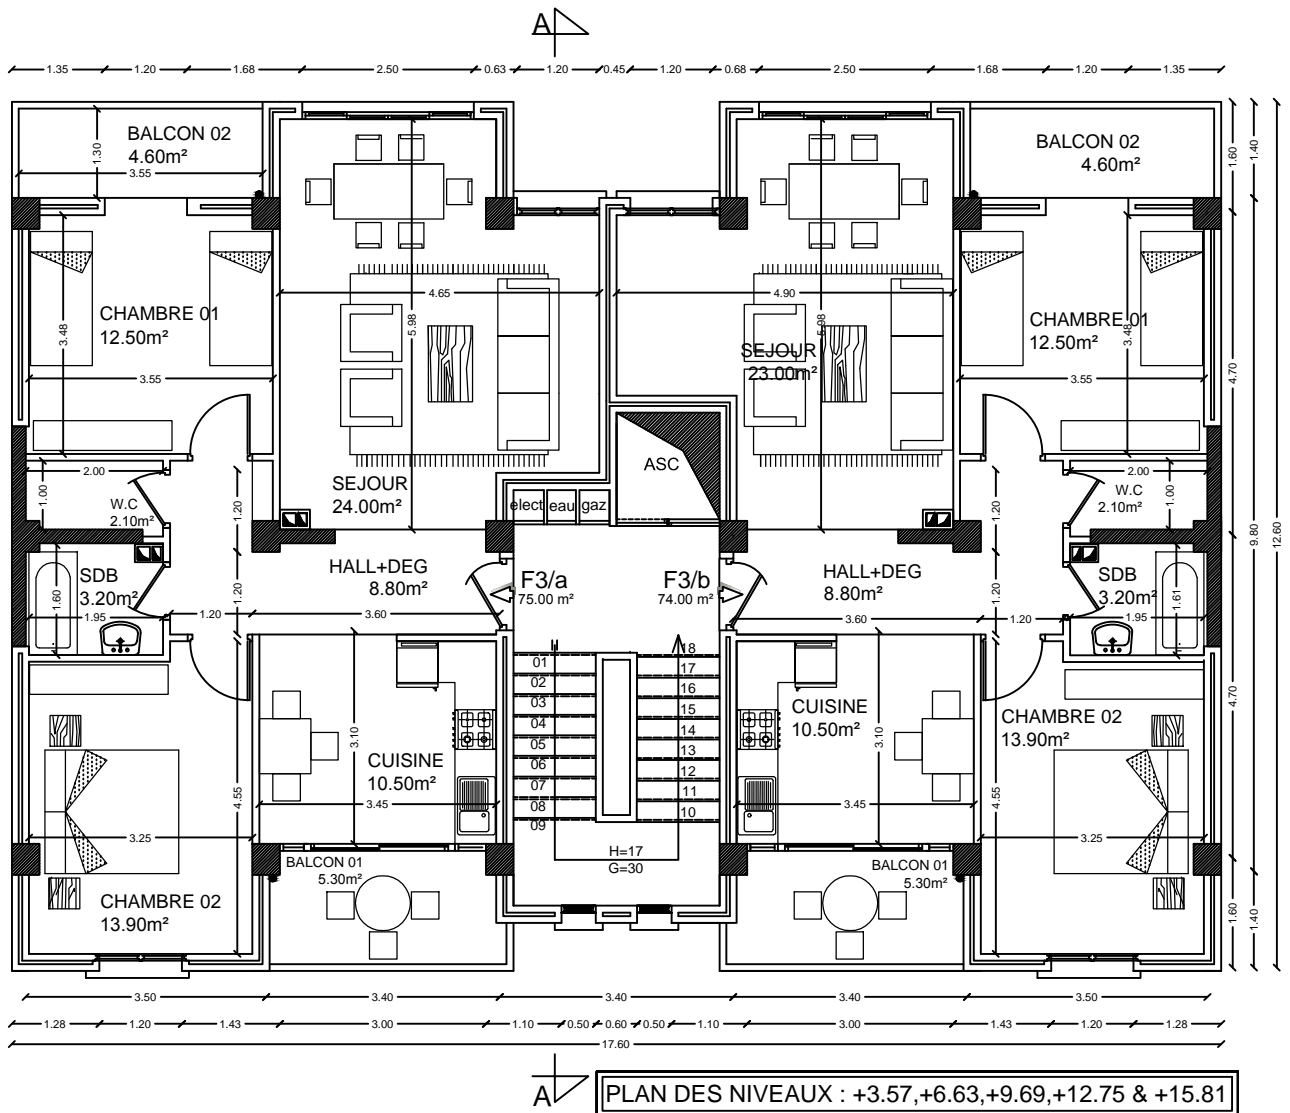 A
1.35 1.20 1.68 2.50 0.63 1.20 0.45 1.20 0.68 2.50 1.68 1.20 1.35
BALCON 02
4.60m²
1.30
3.55
BALCON 02
4.60m²
1.60
1.40
CHAMBRE 01
12.50m²
3.48
3.55
4.65
5.98
SEJOUR
24.00m²
4.90
5.98
SEJOUR
23.00m²
CHAMBRE 01
12.50m²
3.48
3.55
4.70
ASC
elect eau gaz
2.00
1.00
W.C
2.10m²
1.20
2.00
1.00
W.C
2.10m²
1.20
9.80
12.60
SDB
3.20m²
1.60
1.95
HALL+DEG
8.80m²
1.20
1.20
3.60
F3/a
75.00 m²
F3/b
74.00 m²
HALL+DEG
8.80m²
3.60
1.20
1.20
SDB
3.20m²
1.61
1.95
01
02
03
04
05
06
07
08
09
18
17
16
15
14
13
12
11
10
H=17
G=30
CUISINE
10.50m²
3.10
3.45
CUISINE
10.50m²
3.10
3.45
CHAMBRE 02
13.90m²
4.55
3.25
4.70
CHAMBRE 02
13.90m²
4.55
3.25
BALCON 01
5.30m²
BALCON 01
5.30m²
1.60
1.40
3.50 3.40 3.40 3.40 3.50
1.28 1.20 1.43 3.00 1.10 0.50 0.60 0.50 1.10 3.00 1.43 1.20 1.28
17.60
A
PLAN DES NIVEAUX : +3.57,+6.63,+9.69,+12.75 & +15.81